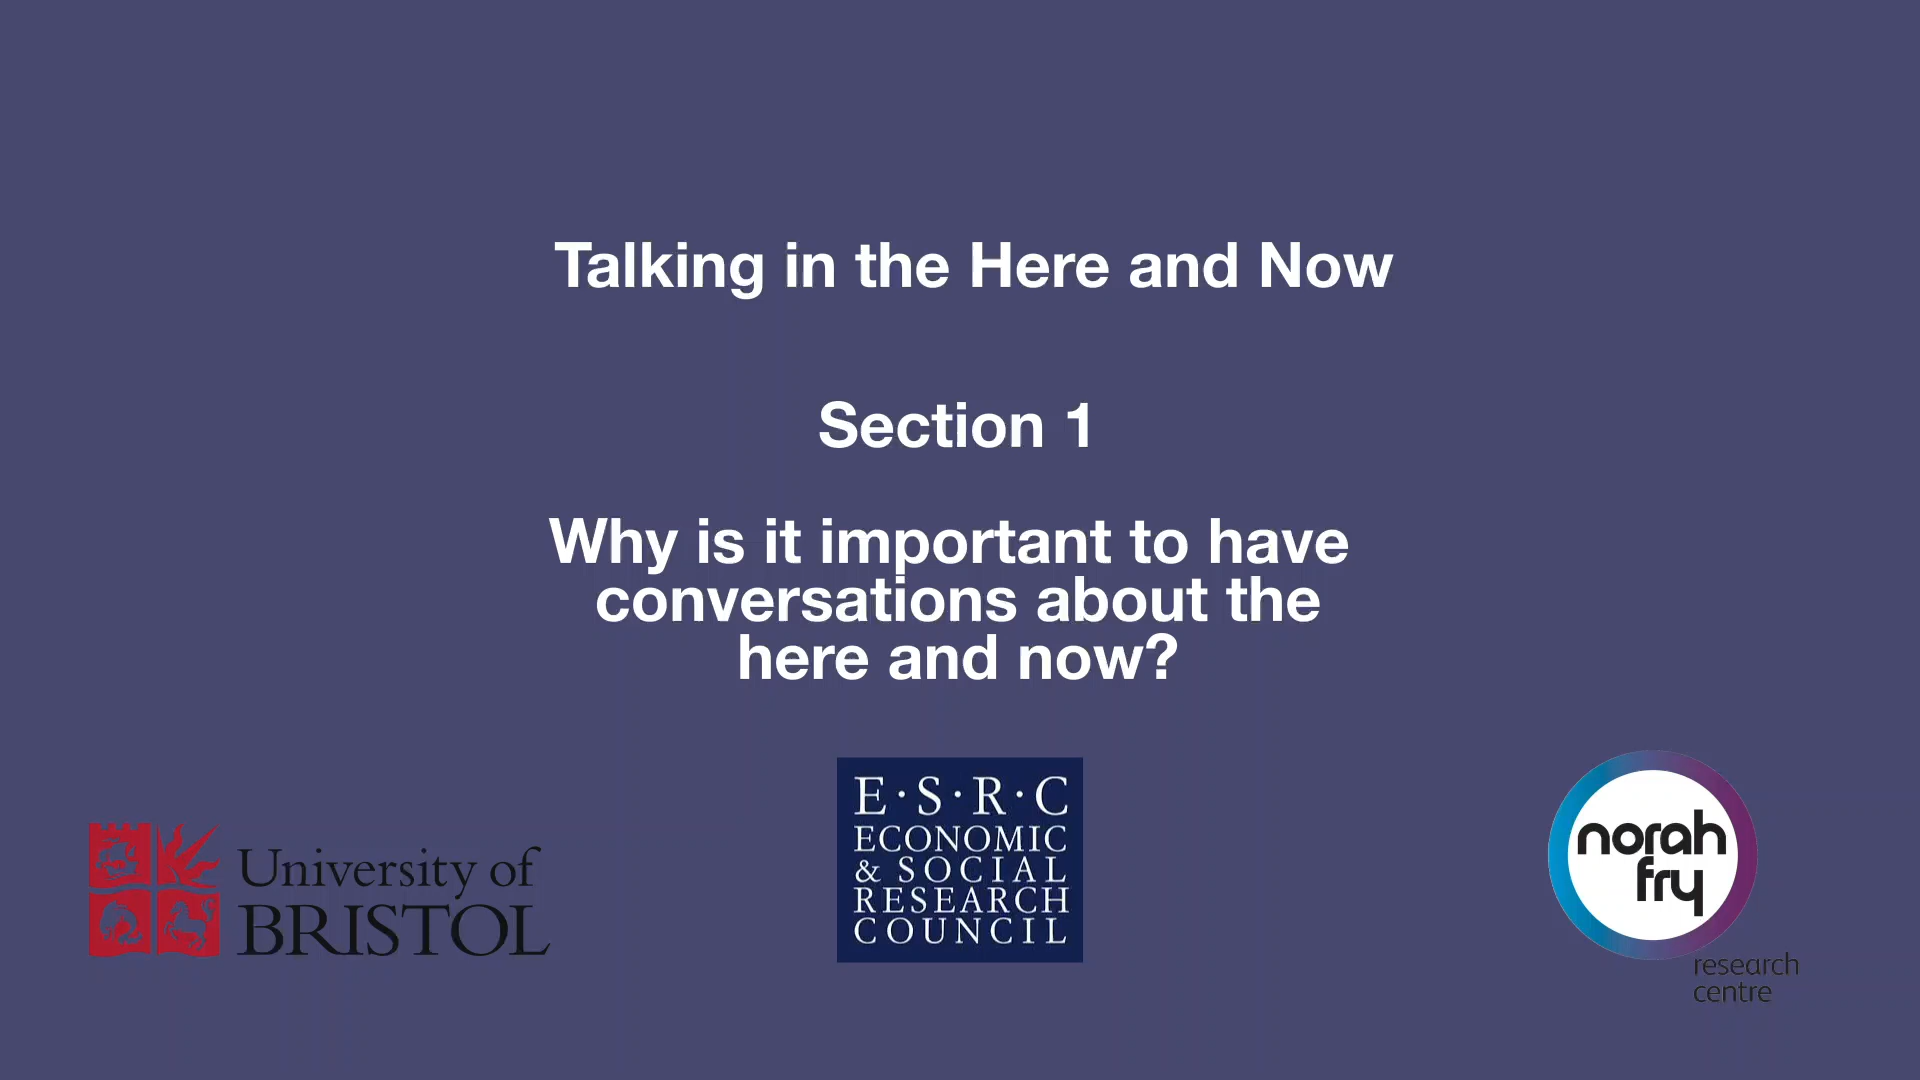 Talking in the Here and Now
Section 1
Why is it important to have
conversations about the
here and now?
University of
BRISTOL
E·S·R·C
ECONOMIC
& SOCIAL
RESEARCH
COUNCIL
norah
fry
research
centre